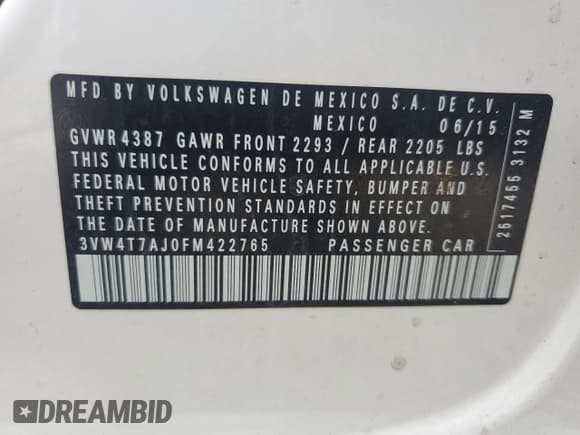 MFD BY VOLKSWAGEN DE MEXICO S.A. DE C.V.
MEXICO 06/15
GVWR 4387 GAWR FRONT 2293 / REAR 2205 LBS
THIS VEHICLE CONFORMS TO ALL APPLICABLE U.S.
FEDERAL MOTOR VEHICLE SAFETY, BUMPER AND
THEFT PREVENTION STANDARDS IN EFFECT ON
THE DATE OF MANUFACTURE SHOWN ABOVE.
3VW4T7AJ0FM422765 PASSENGER CAR
2517455 3132 M
DREAMBID